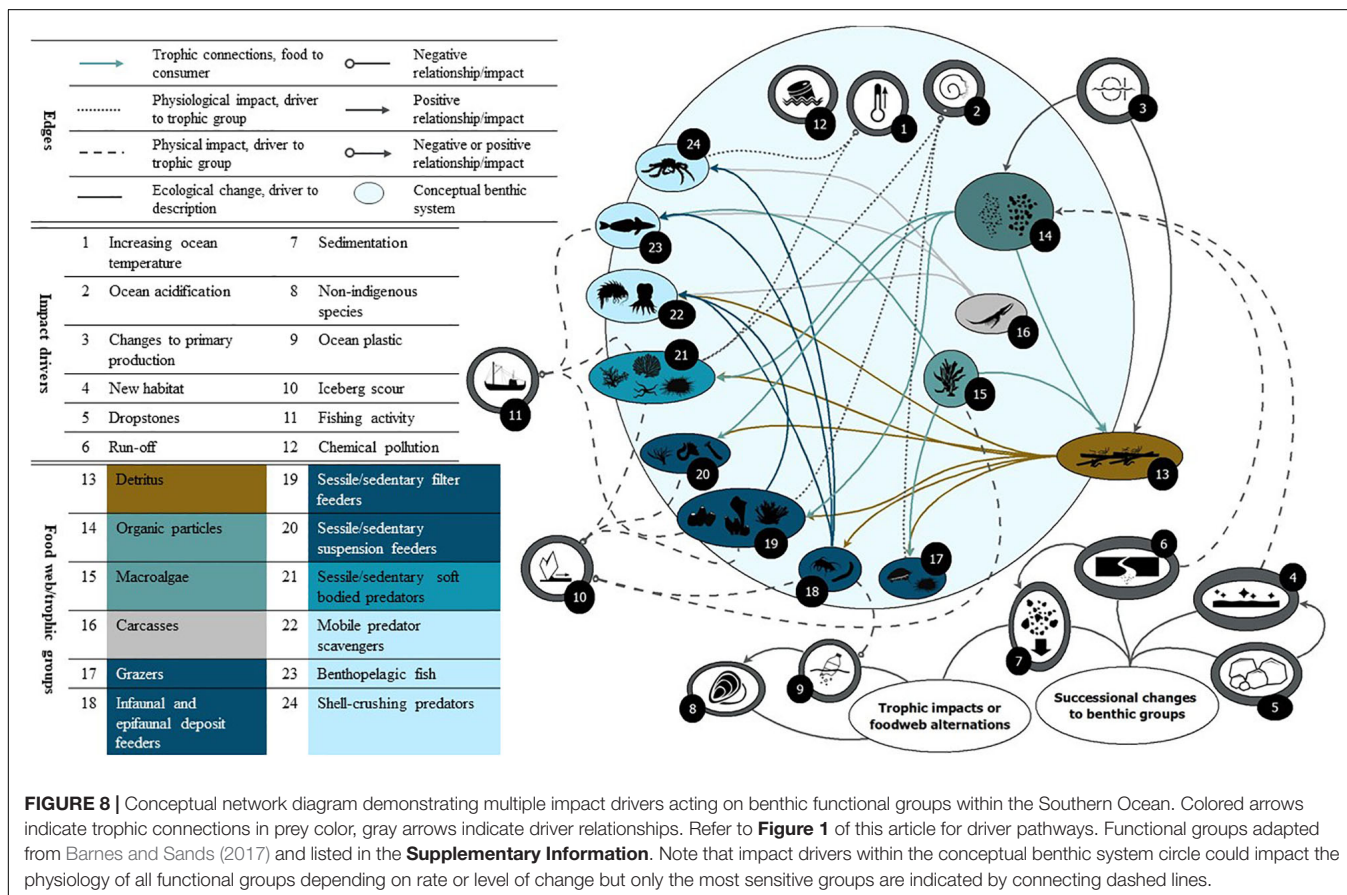 Edges
Trophic connections, food to
consumer
Negative
relationship/impact
Physiological impact, driver
to trophic group
Positive
relationship/impact
Physical impact, driver to
trophic group
Negative or positive
relationship/impact
Ecological change, driver to
description
Conceptual benthic
system
Impact drivers
1 Increasing ocean
temperature
7 Sedimentation
2 Ocean acidification
8 Non-indigenous
species
3 Changes to primary
production
9 Ocean plastic
4 New habitat
10 Iceberg scour
5 Dropstones
11 Fishing activity
6 Run-off
12 Chemical pollution
Food web/trophic groups
13 Detritus
19 Sessile/sedentary filter
feeders
14 Organic particles
20 Sessile/sedentary
suspension feeders
15 Macroalgae
21 Sessile/sedentary soft
bodied predators
16 Carcasses
22 Mobile predator
scavengers
17 Grazers
23 Benthopelagic fish
18 Infaunal and
epifaunal deposit
feeders
24 Shell-crushing predators
12
1
2
3
24
14
23
22
16
21
15
11
20
13
19
17
18
6
10
4
7
9
8
5
Trophic impacts or
foodweb alternations
Successional changes
to benthic groups
FIGURE 8 | Conceptual network diagram demonstrating multiple impact drivers acting on benthic functional groups within the Southern Ocean. Colored arrows
indicate trophic connections in prey color, gray arrows indicate driver relationships. Refer to Figure 1 of this article for driver pathways. Functional groups adapted
from Barnes and Sands (2017) and listed in the Supplementary Information. Note that impact drivers within the conceptual benthic system circle could impact the
physiology of all functional groups depending on rate or level of change but only the most sensitive groups are indicated by connecting dashed lines.